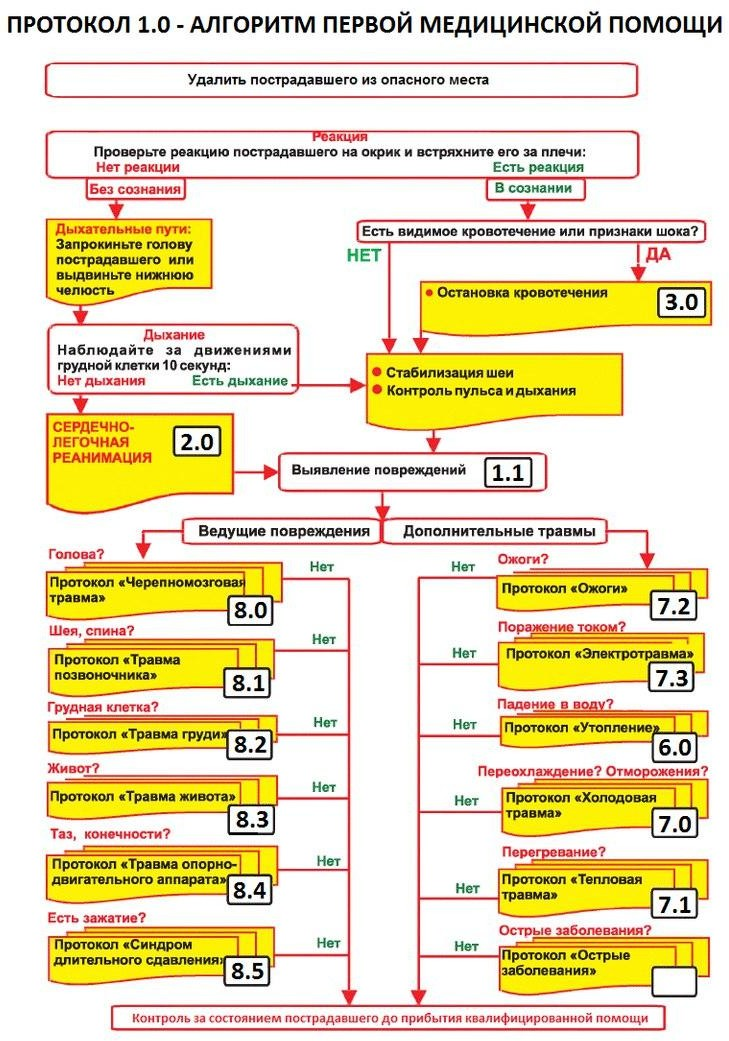 ПРОТОКОЛ 1.0 - АЛГОРИТМ ПЕРВОЙ МЕДИЦИНСКОЙ ПОМОЩИ
Удалить пострадавшего из опасного места
Реакция
Проверьте реакцию пострадавшего на окрик и встряхните его за плечи:
Нет реакции
Есть реакция
Без сознания
В сознании
Дыхательные пути:
Запрокиньте голову
пострадавшего или
выдвиньте нижнюю
челюсть
Есть видимое кровотечение или признаки шока?
НЕТ
ДА
Остановка кровотечения
3.0
Дыхание
Наблюдайте за движениями
грудной клетки 10 секунд:
Нет дыхания
Есть дыхание
Стабилизация шеи
Контроль пульса и дыхания
СЕРДЕЧНО-
ЛЕГОЧНАЯ
РЕАНИМАЦИЯ
2.0
Выявление повреждений
1.1
Ведущие повреждения
Дополнительные травмы
Голова?
Протокол «Черепномозговая
травма»
8.0
Нет
Шея, спина?
Протокол «Травма
позвоночника»
8.1
Нет
Грудная клетка?
Протокол «Травма груди»
8.2
Нет
Живот?
Протокол «Травма живота»
8.3
Нет
Таз, конечности?
Протокол «Травма опорно-
двигательного аппарата»
8.4
Нет
Есть зажатие?
Протокол «Синдром
длительного сдавления»
8.5
Нет
Ожоги?
Нет
Протокол «Ожоги»
7.2
Поражение током?
Нет
Протокол «Электротравма»
7.3
Падение в воду?
Нет
Протокол «Утопление»
6.0
Переохлаждение? Отморожения?
Нет
Протокол «Холодовая
травма»
7.0
Перегревание?
Нет
Протокол «Тепловая
травма»
7.1
Острые заболевания?
Нет
Протокол «Острые
заболевания»
Контроль за состоянием пострадавшего до прибытия квалифицированной помощи